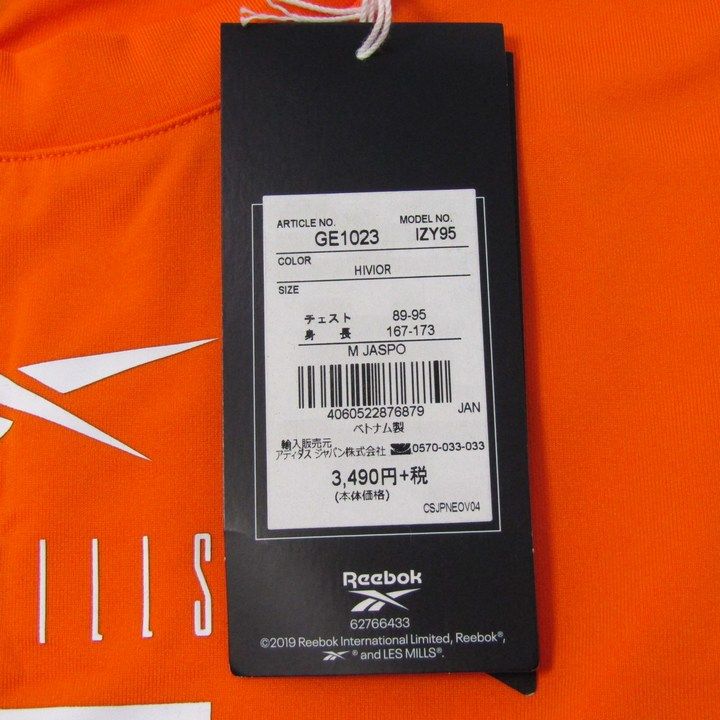 ARTICLE NO. MODEL NO.
GE1023 IZY95
COLOR
HIVIOR
SIZE
チェスト 89-95
身 長 167-173
M JASPO
4060522876879 JAN
ベトナム製
輸入販売元
アディダス ジャパン株式会社 0570-033-033
3,490円+税
(本体価格)
CSJPNEOV04
Reebok
62766433
©2019 Reebok International Limited, Reebok®,
® and LES MILLS®.
ILLS